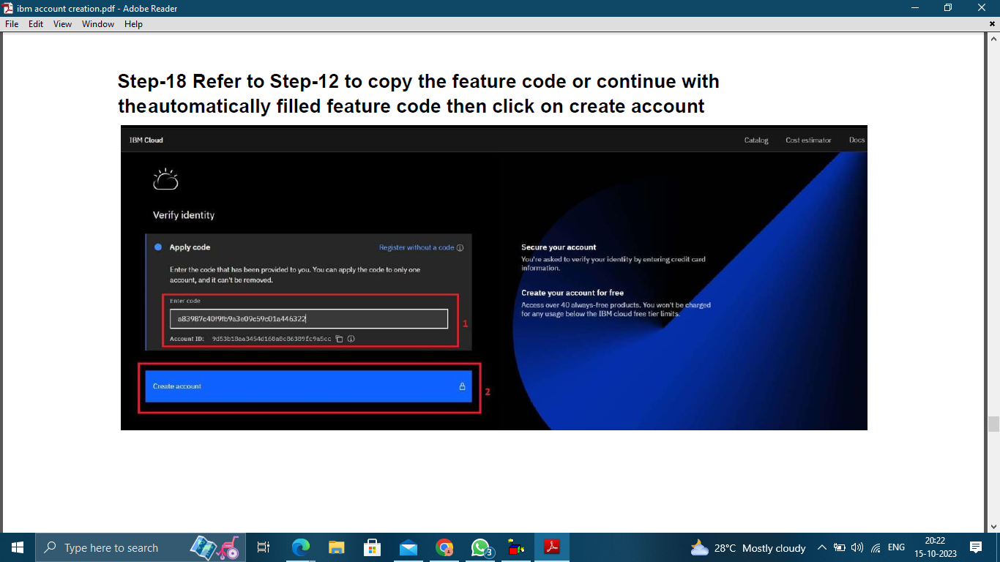 ibm account creation.pdf - Adobe Reader
File Edit View Window Help
Step-18 Refer to Step-12 to copy the feature code or continue with
theautomatically filled feature code then click on create account
IBM Cloud
Catalog Cost estimator Docs
Verify identity
Apply code
Register without a code
Enter the code that has been provided to you. You can apply the code to only one
account, and it can't be removed.
Enter code
a83987c40f9fb9a3e09c59c01a446322
1
Account ID: 9d53b18aa3454d168a8c86389fc9a5cc
Create account
2
Secure your account
You're asked to verify your identity by entering credit card
information.
Create your account for free
Access over 40 always-free products. You won't be charged
for any usage below the IBM cloud free tier limits.
Type here to search
3
28°C Mostly cloudy
ENG
20:22
15-10-2023